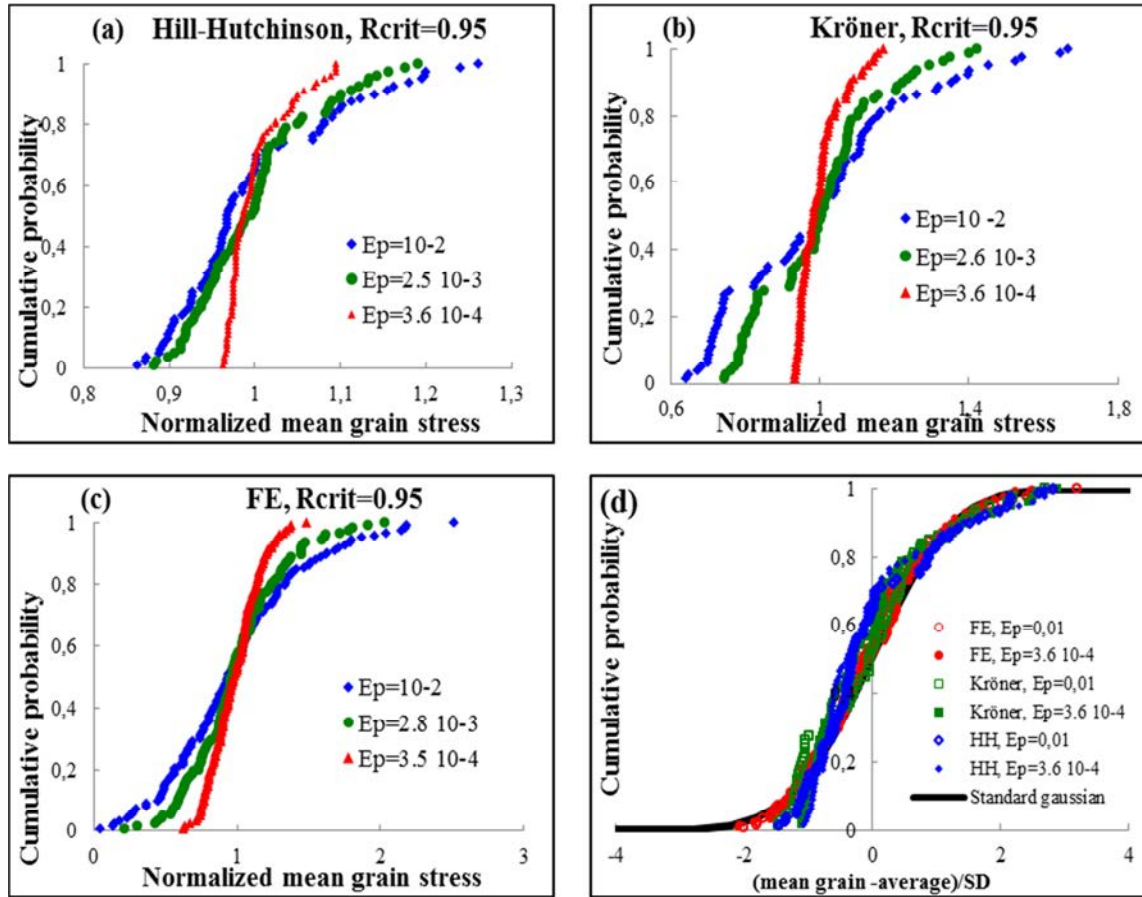 (a) Hill-Hutchinson, Rcrit=0.95
Cumulative probability
1
0,8
0,6
0,4
0,2
0
Ep=10-2
Ep=2.5 10-3
Ep=3.6 10-4
0,8 0,9 1 1,1 1,2 1,3
Normalized mean grain stress
(b) Kröner, Rcrit=0.95
Cumulative probability
1
0,8
0,6
0,4
0,2
0
Ep=10 -2
Ep=2.6 10-3
Ep=3.6 10-4
0,6 1 1,4 1,8
Normalized mean grain stress
(c) FE, Rcrit=0.95
Cumulative probability
1
0,8
0,6
0,4
0,2
0
Ep=10-2
Ep=2.8 10-3
Ep=3.5 10-4
0 1 2 3
Normalized mean grain stress
(d)
Cumulative probability
1
0,8
0,6
0,4
0,2
0
FE, Ep=0,01
FE, Ep=3.6 10-4
Kröner, Ep=0,01
Kröner, Ep=3.6 10-4
HH, Ep=0,01
HH, Ep=3.6 10-4
Standard gaussian
-4 -2 0 2 4
(mean grain -average)/SD